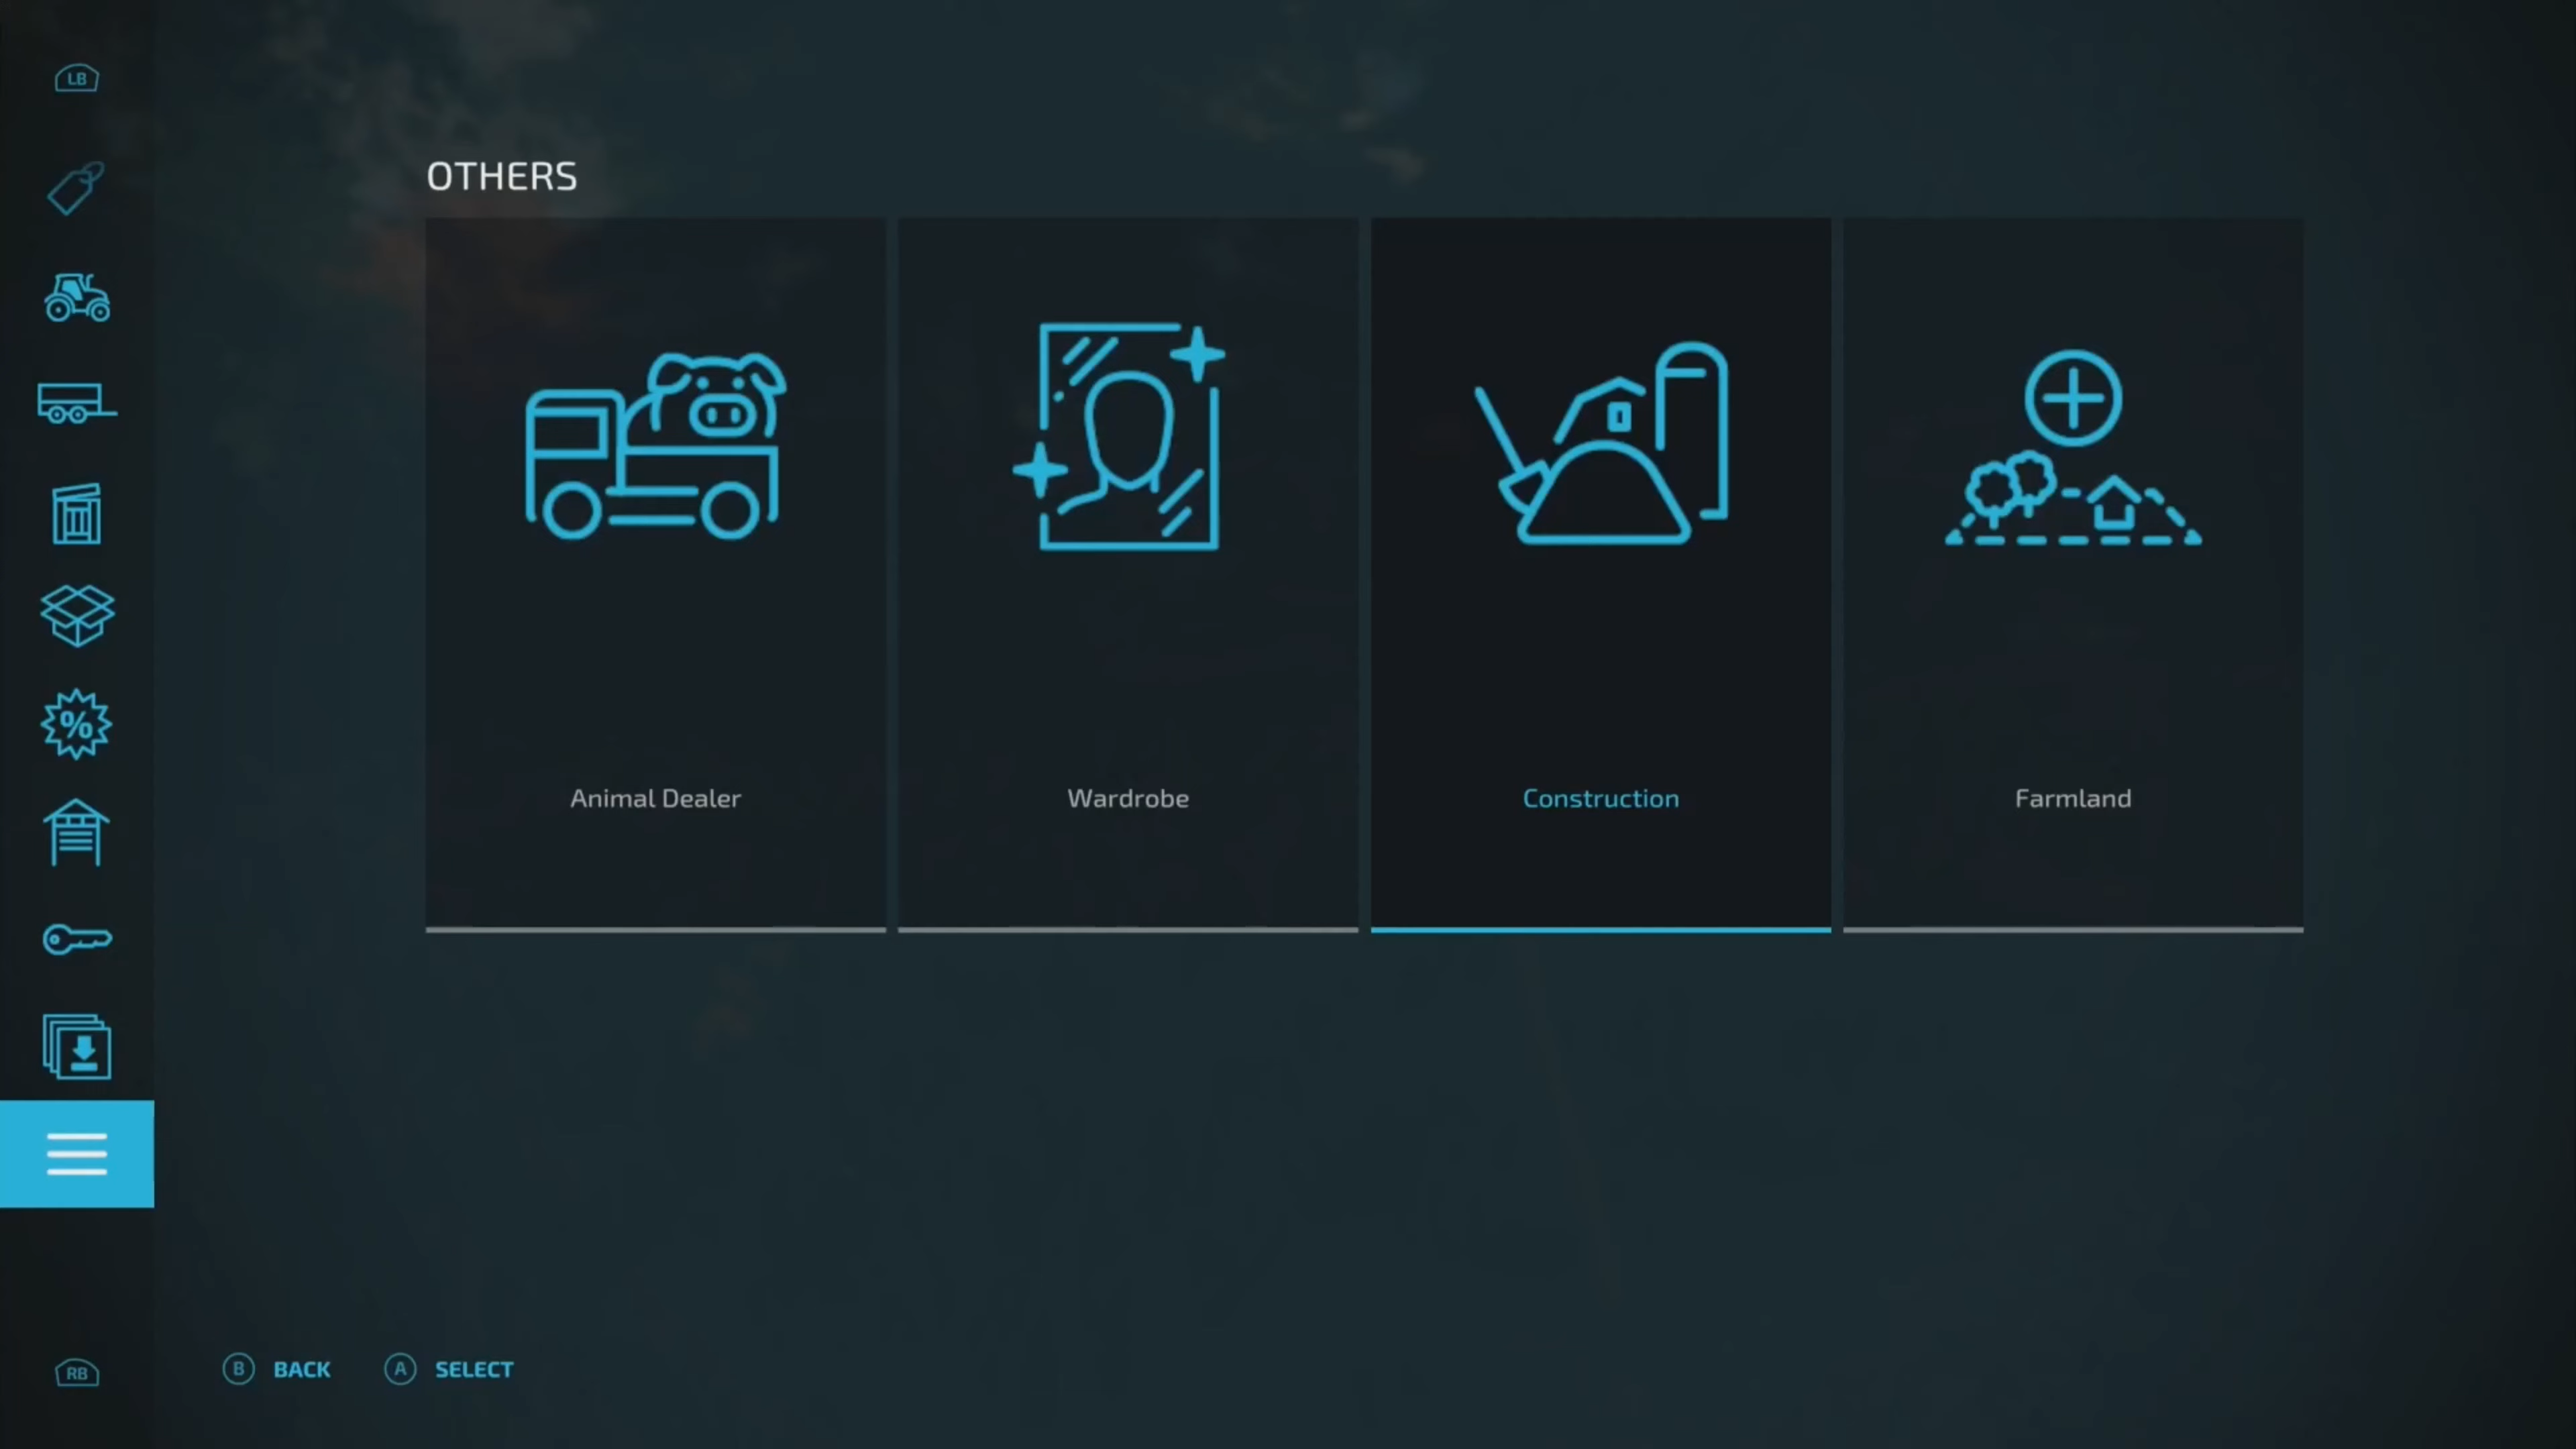 LB
OTHERS
%
Animal Dealer
Wardrobe
Construction
Farmland
RB
B BACK
A SELECT